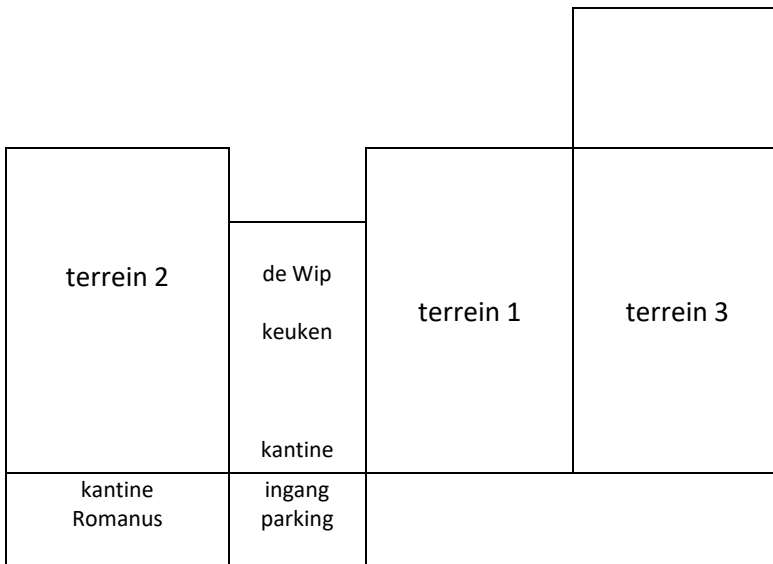 terrein 2
de Wip
keuken
kantine
terrein 1
terrein 3
kantine
Romanus
ingang
parking